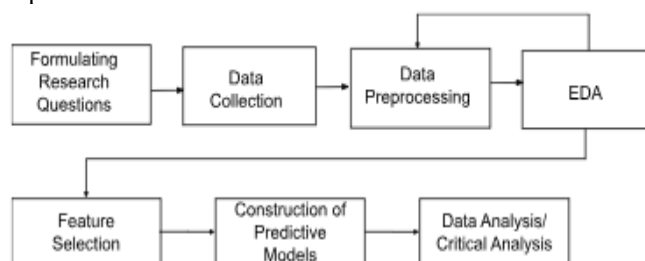 Formulating
Research
Questions
Data
Collection
Data
Preprocessing
EDA
Feature
Selection
Construction of
Predictive
Models
Data Analysis/
Critical Analysis